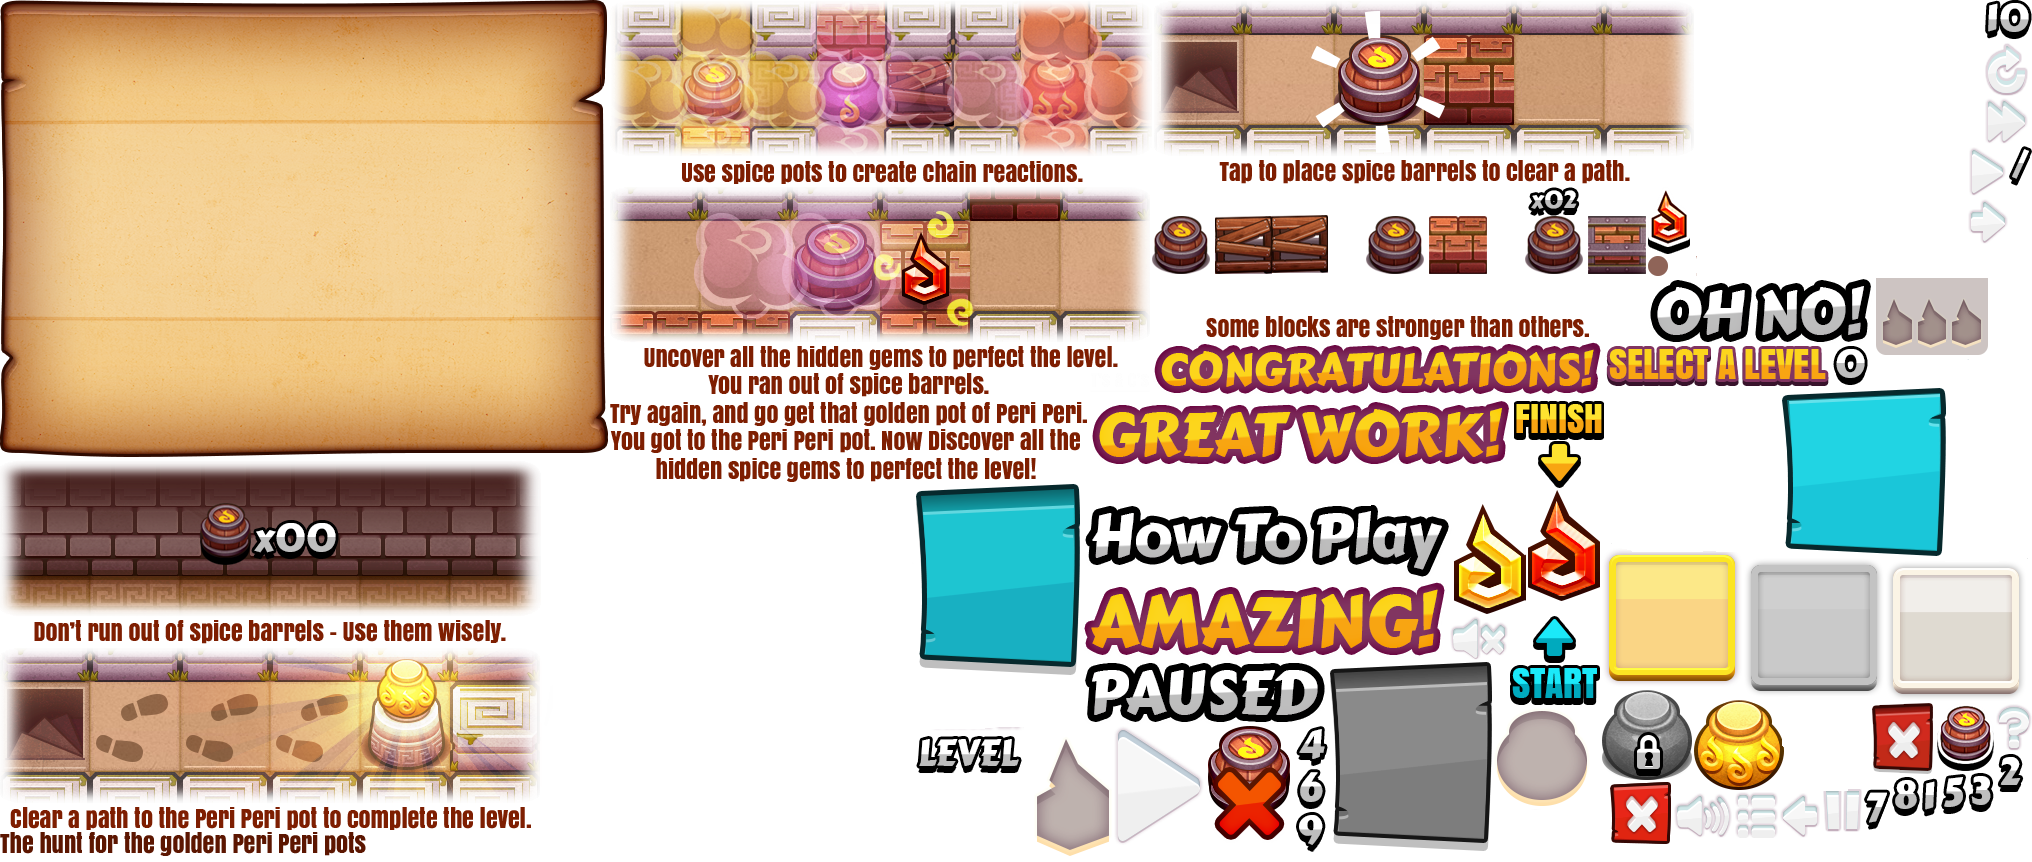 10
Use spice pots to create chain reactions.
Tap to place spice barrels to clear a path.
/
x02
Uncover all the hidden gems to perfect the level.
Some blocks are stronger than others.
OH NO!
You ran out of spice barrels.
CONGRATULATIONS!
SELECT A LEVEL
0
Try again, and go get that golden pot of Peri Peri.
You got to the Peri Peri pot. Now Discover all the
hidden spice gems to perfect the level!
GREAT WORK!
FINISH
x00
How To Play
Don't run out of spice barrels - Use them wisely.
AMAZING!
START
PAUSED
LEVEL
4
6
9
?
2
7 8 1 5 3
Clear a path to the Peri Peri pot to complete the level.
The hunt for the golden Peri Peri pots